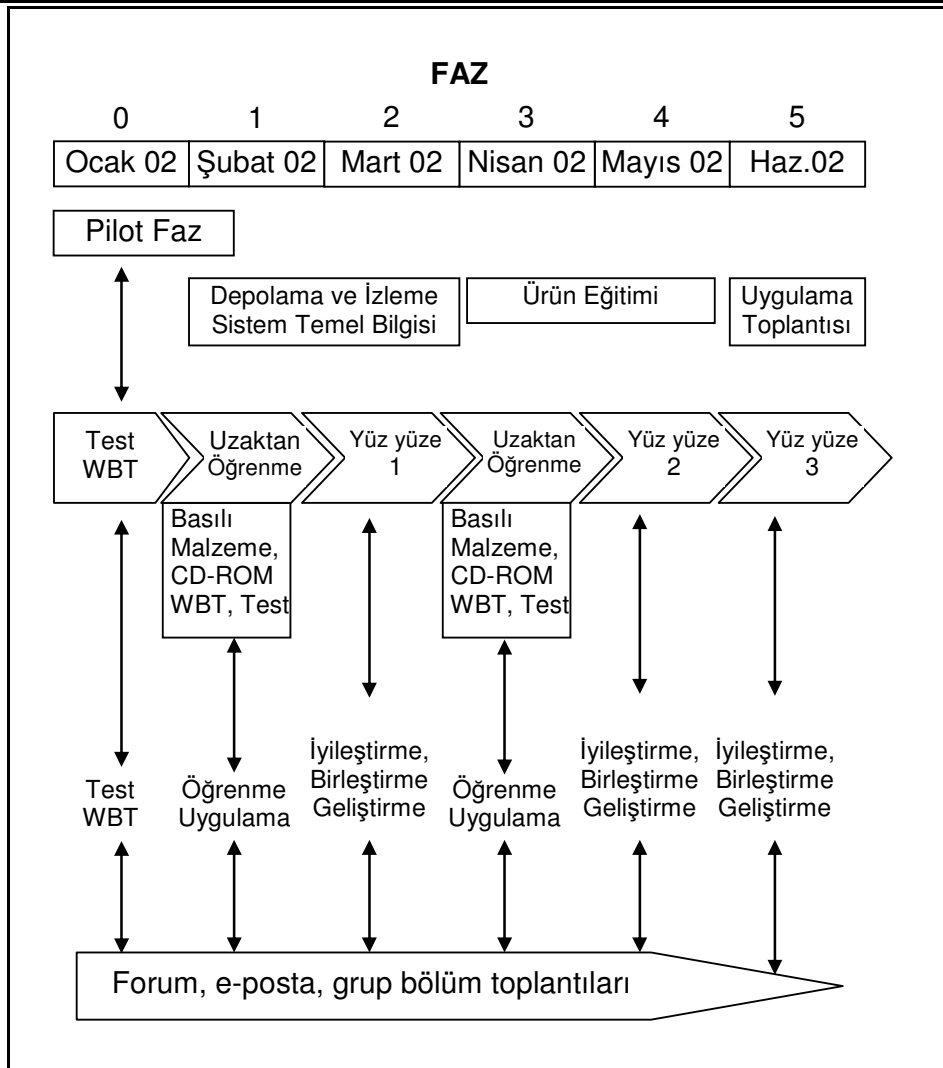 FAZ
0 1 2 3 4 5
Ocak 02 Şubat 02 Mart 02 Nisan 02 Mayıs 02 Haz.02
Pilot Faz
Depolama ve İzleme
Sistem Temel Bilgisi
Ürün Eğitimi
Uygulama
Toplantısı
Test
WBT
Uzaktan
Öğrenme
Yüz yüze
1
Uzaktan
Öğrenme
Yüz yüze
2
Yüz yüze
3
Basılı
Malzeme,
CD-ROM
WBT, Test
Basılı
Malzeme,
CD-ROM
WBT, Test
Test
WBT
Öğrenme
Uygulama
İyileştirme,
Birleştirme
Geliştirme
Öğrenme
Uygulama
İyileştirme,
Birleştirme
Geliştirme
İyileştirme,
Birleştirme
Geliştirme
Forum, e-posta, grup bölüm toplantıları